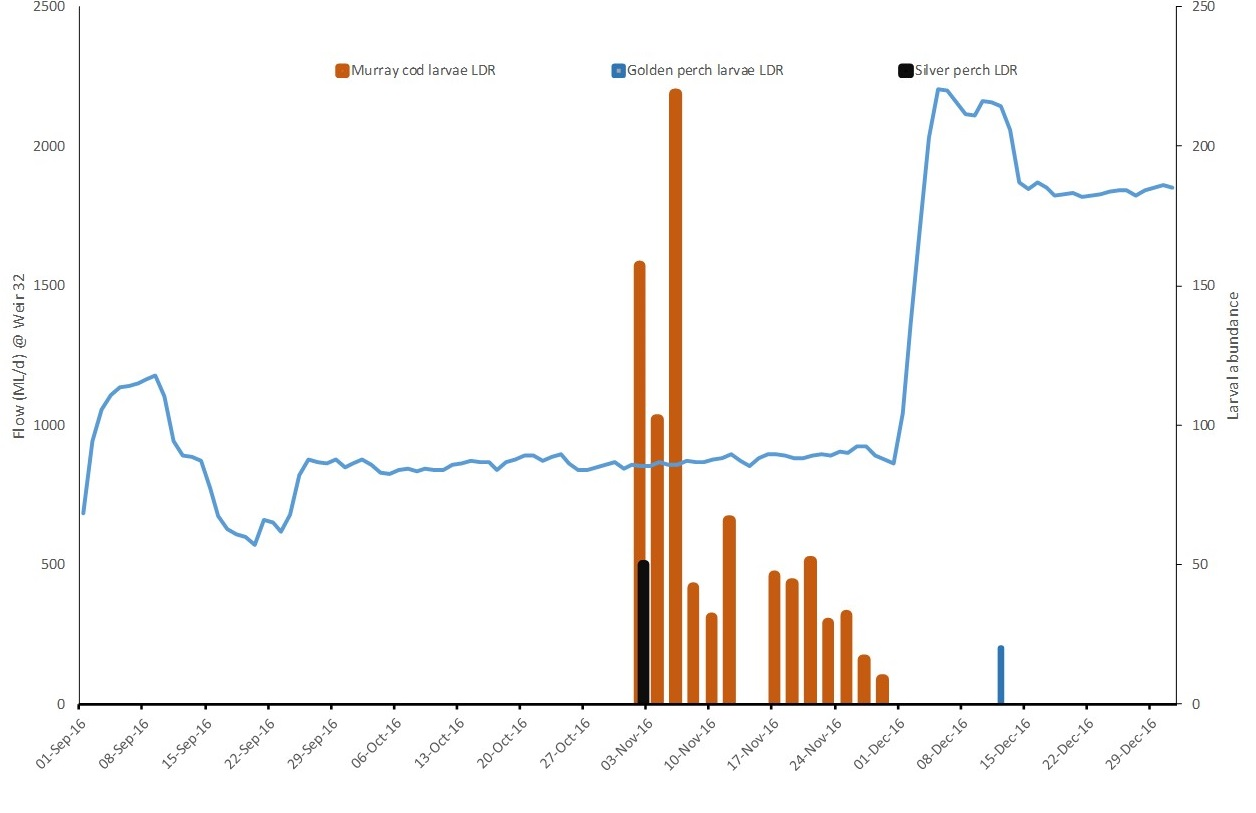 2500
250
Murray cod larvae LDR
Golden perch larvae LDR
Silver perch LDR
2000
200
1500
150
Flow (ML/d) @ Weir 32
Larval abundance
1000
100
500
50
0
0
01-Sep-16
08-Sep-16
15-Sep-16
22-Sep-16
29-Sep-16
06-Oct-16
13-Oct-16
20-Oct-16
27-Oct-16
03-Nov-16
10-Nov-16
17-Nov-16
24-Nov-16
01-Dec-16
08-Dec-16
15-Dec-16
22-Dec-16
29-Dec-16